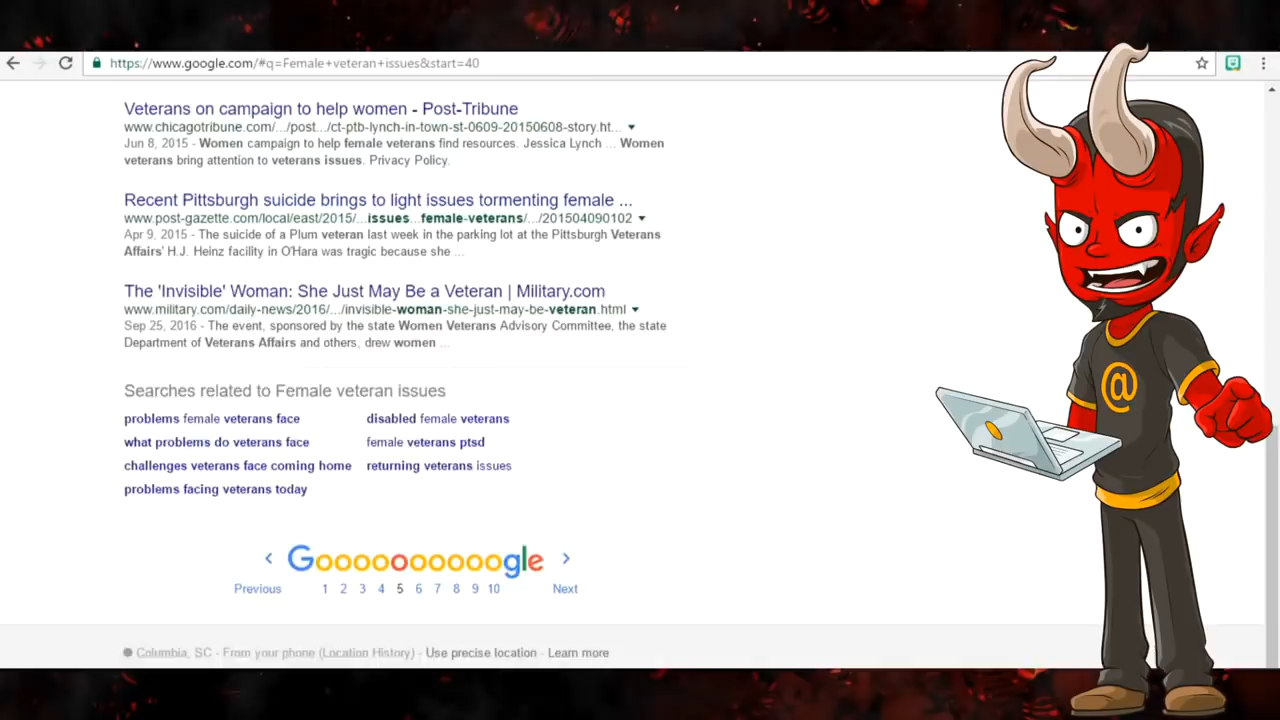 https://www.google.com/#q=Female+veteran+issues&start=40
Veterans on campaign to help women - Post-Tribune
www.chicagotribune.com/.../post.../ct-ptb-lynch-in-town-st-0609-20150608-story.ht...
Jun 8, 2015 - Women campaign to help female veterans find resources. Jessica Lynch ... Women
veterans bring attention to veterans issues. Privacy Policy.
Recent Pittsburgh suicide brings to light issues tormenting female ...
www.post-gazette.com/local/east/2015/...issues...female-veterans/.../201504090102
Apr 9, 2015 - The suicide of a Plum veteran last week in the parking lot at the Pittsburgh Veterans
Affairs' H.J. Heinz facility in O'Hara was tragic because she ...
The 'Invisible' Woman: She Just May Be a Veteran | Military.com
www.military.com/daily-news/2016/.../invisible-woman-she-just-may-be-veteran.html
Sep 25, 2016 - The event, sponsored by the state Women Veterans Advisory Committee, the state
Department of Veterans Affairs and others, drew women ...
Searches related to Female veteran issues
problems female veterans face
disabled female veterans
what problems do veterans face
female veterans ptsd
challenges veterans face coming home
returning veterans issues
problems facing veterans today
Goooooooooogle
Previous 1 2 3 4 5 6 7 8 9 10 Next
Columbia, SC - From your phone (Location History) - Use precise location - Learn more
@